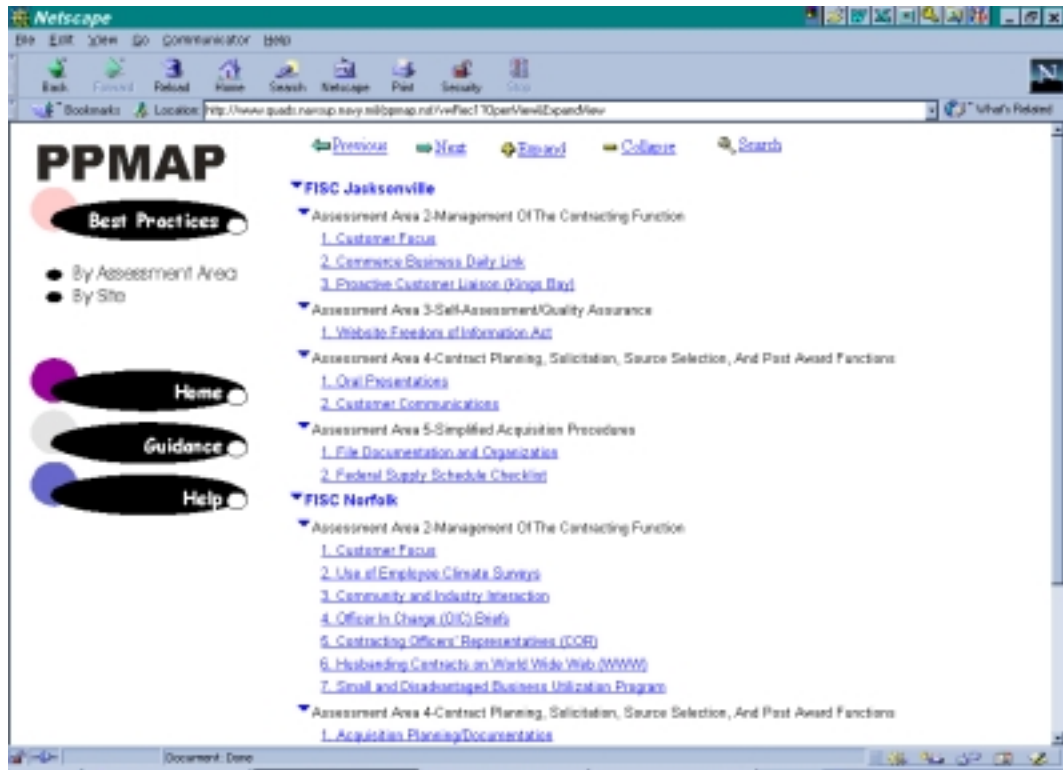 Netscape
File Edit View Go Communicator Help
Back Forward Reload Home Search Netscape Print Security Stop
Bookmarks Location: What's Related
PPMAP
Best Practices
By Assessment Area
By Site
Home
Guidance
Help
Previous Next Expand Collapse Search
FISC Jacksonville
Assessment Area 2-Management Of The Contracting Function
1. Customer Focus
2. Commerce Business Daily Link
3. Proactive Customer Liaison (Kings Bay)
Assessment Area 3-Self-Assessment/Quality Assurance
1. Website Freedom of Information Act
Assessment Area 4-Contract Planning, Solicitation, Source Selection, And Post Award Functions
1. Oral Presentations
2. Customer Communications
Assessment Area 5-Simplified Acquisition Procedures
1. File Documentation and Organization
2. Federal Supply Schedule Checklist
FISC Norfolk
Assessment Area 2-Management Of The Contracting Function
1. Customer Focus
2. Use of Employee Climate Surveys
3. Community and Industry Interaction
4. Officer In Charge (OIC) Briefs
5. Contracting Officers' Representatives (COR)
6. Husbanding Contracts on World Wide Web (WWW)
7. Small and Disadvantaged Business Utilization Program
Assessment Area 4-Contract Planning, Solicitation, Source Selection, And Post Award Functions
1. Acquisition Planning/Documentation
Document: Done